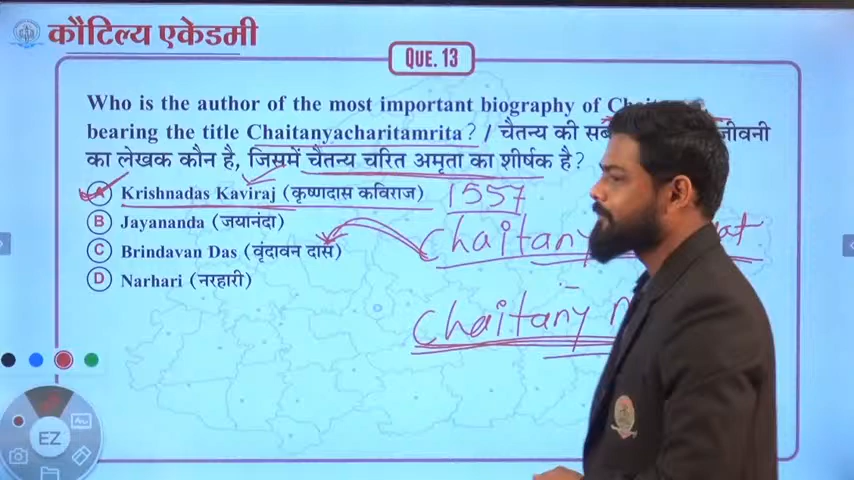 कौटिल्य एकेडमी
QUE. 13
Who is the author of the most important biography of
bearing the title Chaitanyacharitamrita? / चैतन्य की जीवनी
का लेखक कौन है, जिसमें चैतन्य चरित अमृता का शीर्षक है?
A Krishnadas Kaviraj (कृष्णदास कविराज) 1557
B Jayananda (जयानंदा)
C Brindavan Das (वृंदावन दास)
D Narhari (नरहारी)
EZ